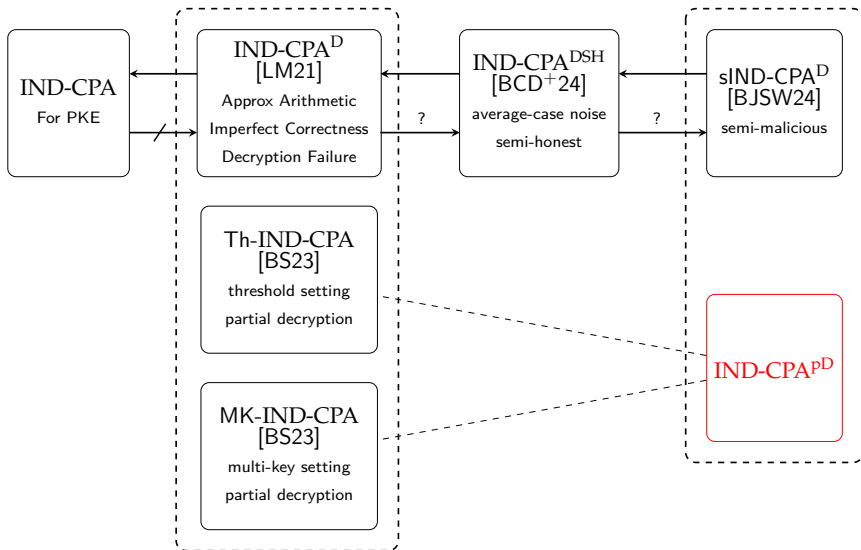 IND-CPA
For PKE
IND-CPA^D
[LM21]
Approx Arithmetic
Imperfect Correctness
Decryption Failure
?
IND-CPA^DSH
[BCD+24]
average-case noise
semi-honest
?
sIND-CPA^D
[BJSW24]
semi-malicious
Th-IND-CPA
[BS23]
threshold setting
partial decryption
IND-CPA^pD
MK-IND-CPA
[BS23]
multi-key setting
partial decryption